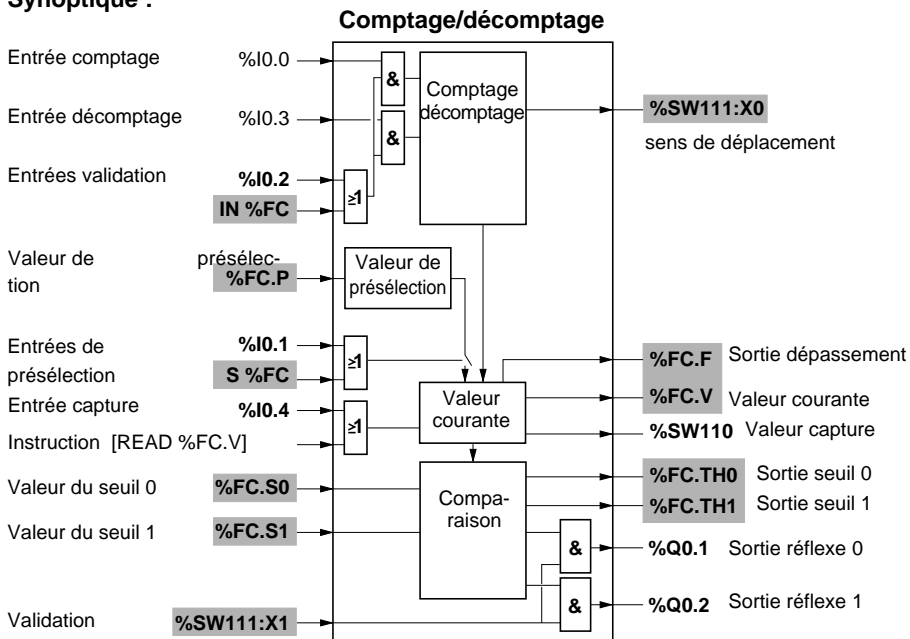 Synoptique :
Comptage/décomptage
Entrée comptage %I0.0
&
Comptage
décomptage
%SW111:X0
Entrée décomptage %I0.3
&
sens de déplacement
Entrées validation %I0.2
≥1
IN %FC
Valeur de présélec-
tion %FC.P
Valeur de
présélection
Entrées de %I0.1
présélection S %FC
≥1
%FC.F Sortie dépassement
Entrée capture %I0.4
≥1
Valeur
courante
%FC.V Valeur courante
Instruction [READ %FC.V]
%SW110 Valeur capture
Valeur du seuil 0 %FC.S0
Compa-
raison
%FC.TH0 Sortie seuil 0
%FC.TH1 Sortie seuil 1
Valeur du seuil 1 %FC.S1
& %Q0.1 Sortie réflexe 0
& %Q0.2 Sortie réflexe 1
Validation %SW111:X1